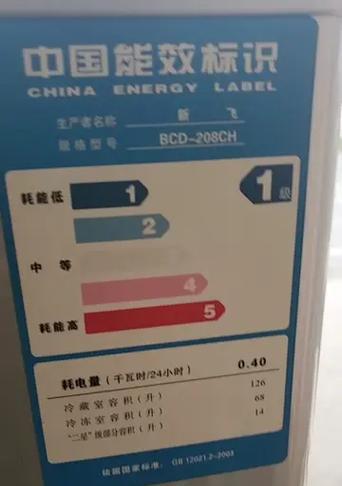 中国能效标识
CHINA ENERGY LABEL
生产者名称 新 飞
规格型号 BCD-208CH
耗能低 1 1级
2
中 等
4
耗能高 5
耗电量（千瓦时/24小时） 0.40
冷藏室容积（升） 126
冷冻室容积（升） 68
“二星”级部分容积（升） 14
依据国家标准： GB 12021.2-2003